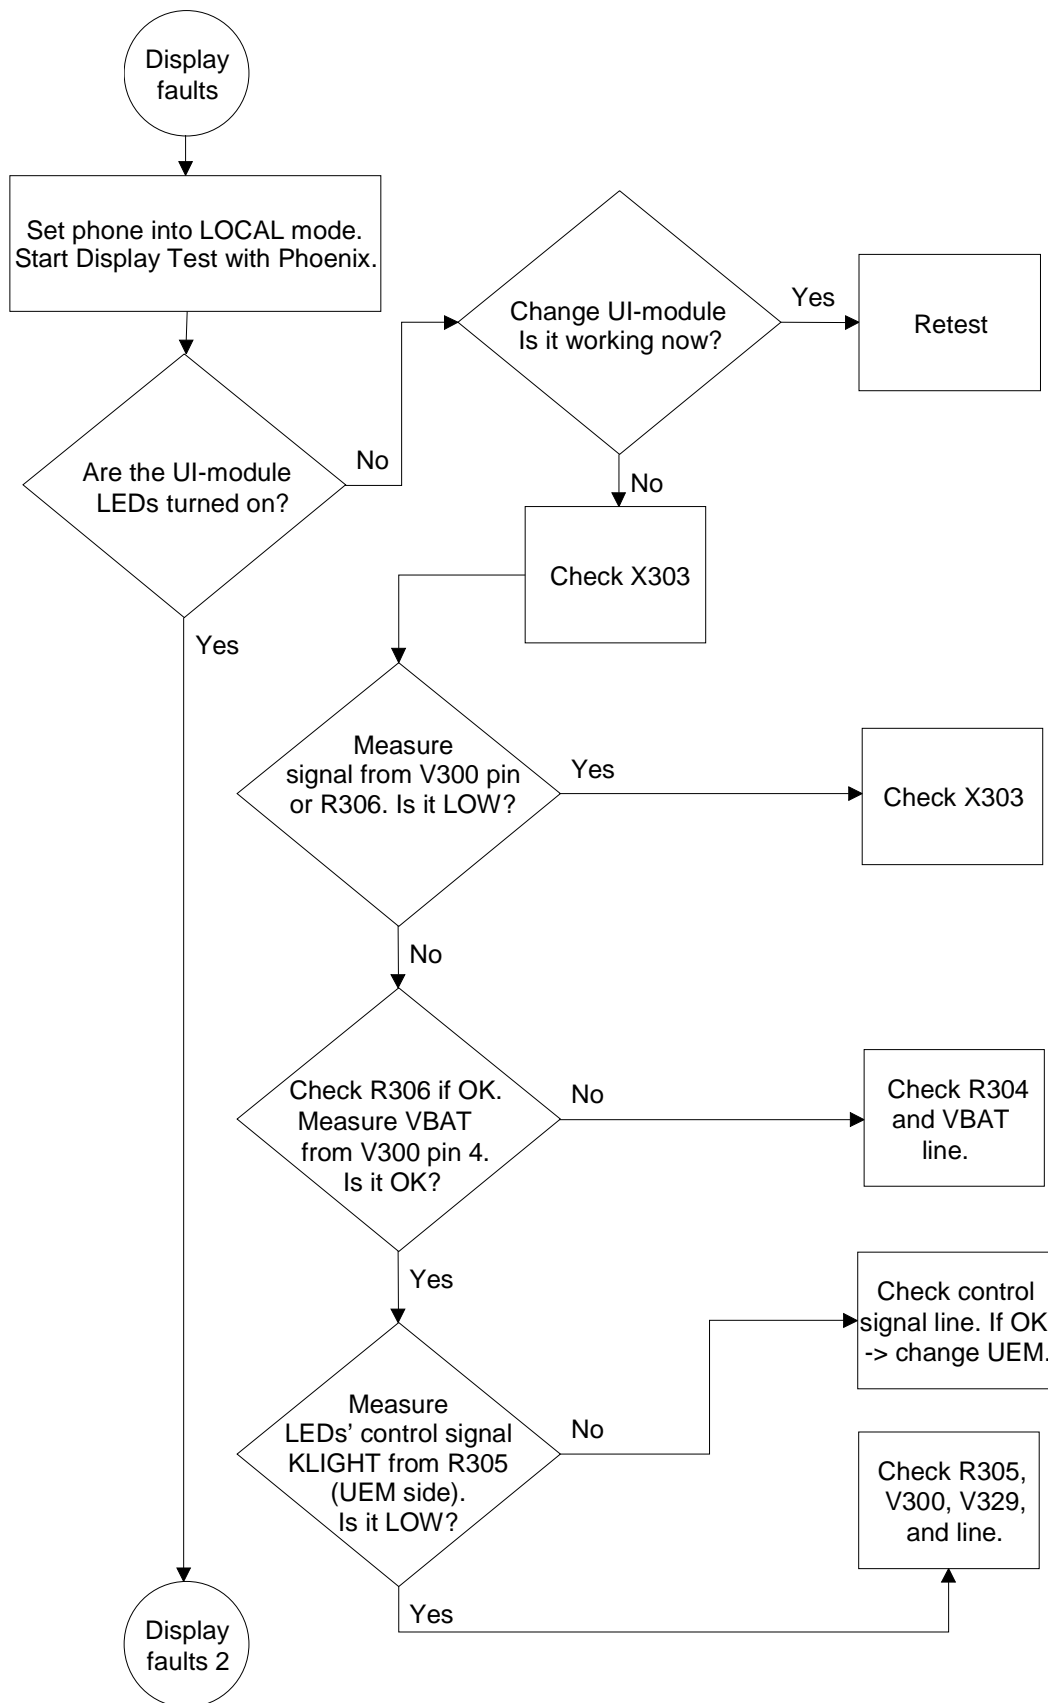 Display
faults
Set phone into LOCAL mode.
Start Display Test with Phoenix.
Are the UI-module
LEDs turned on?
No
Yes
Change UI-module
Is it working now?
Yes
Retest
No
Check X303
Measure
signal from V300 pin
or R306. Is it LOW?
Yes
Check X303
No
Check R306 if OK.
Measure VBAT
from V300 pin 4.
Is it OK?
No
Check R304
and VBAT
line.
Yes
Measure
LEDs’ control signal
KLIGHT from R305
(UEM side).
Is it LOW?
No
Check control
signal line. If OK
-> change UEM.
Yes
Check R305,
V300, V329,
and line.
Display
faults 2